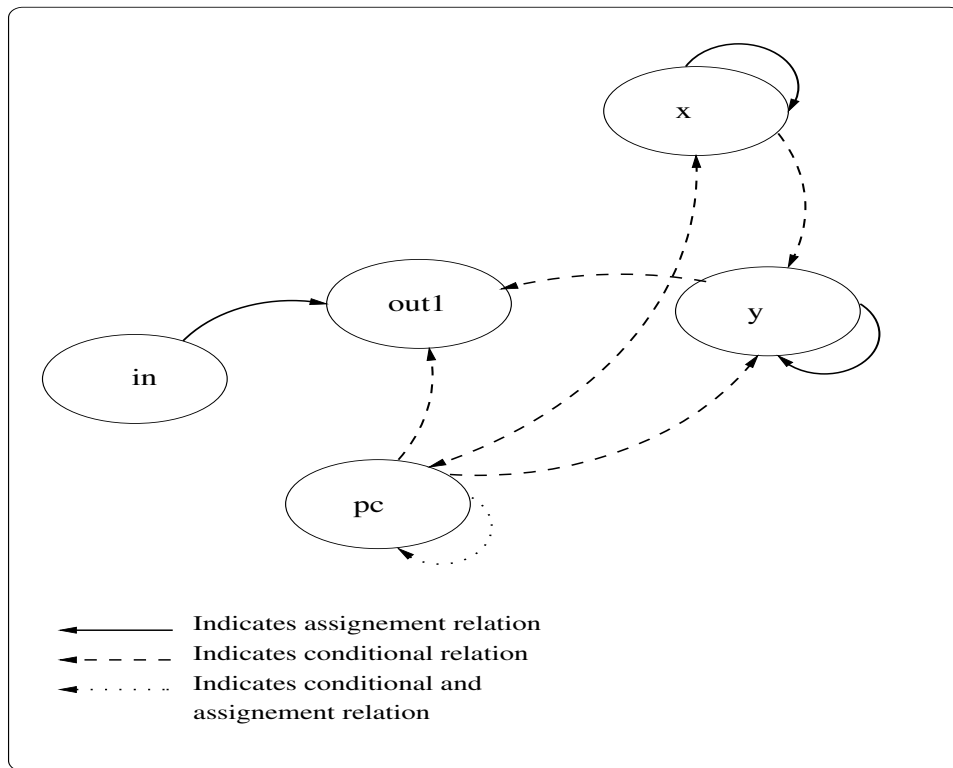 x
out1
y
in
pc
Indicates assignement relation
Indicates conditional relation
Indicates conditional and
assignement relation